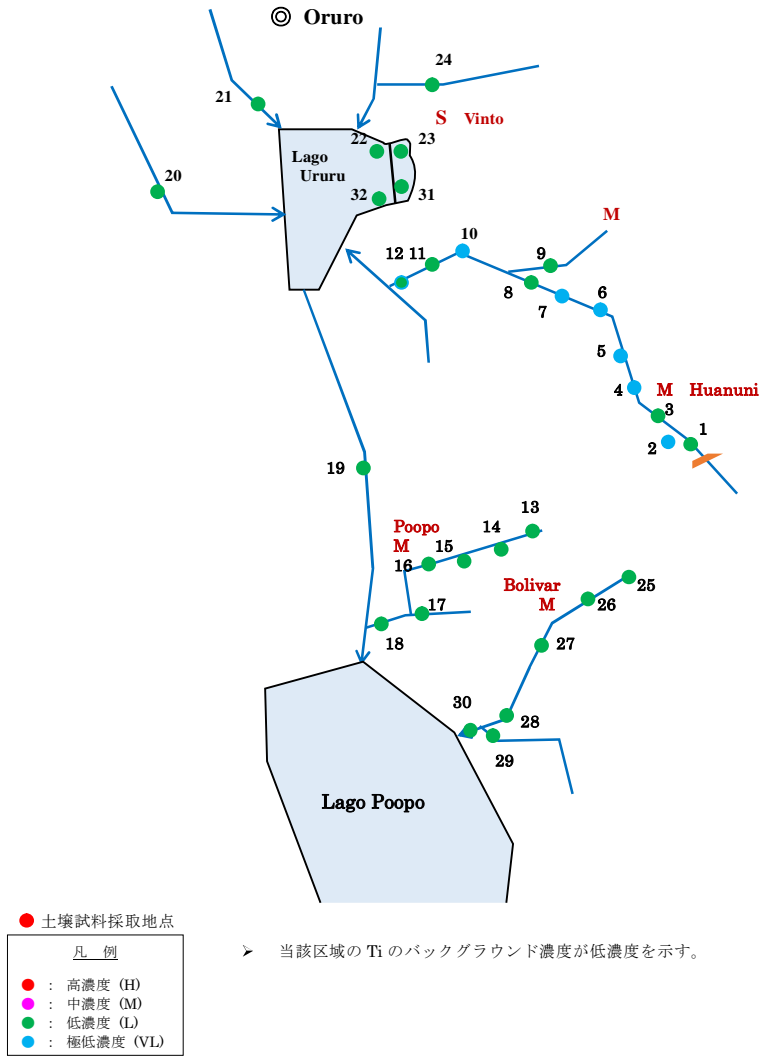 ◎ Oruro
24
21
S Vinto
22
23
Lago
Ururu
20
32
31
M
10
12 11
9
8
7
6
5
4
M Huanuni
3
1
2
19
13
Poopo
M
14
15
16
Bolivar
M
25
26
17
18
27
30
28
29
Lago Poopo
土壌試料採取地点
凡 例
： 高濃度 (H)
： 中濃度 (M)
： 低濃度 (L)
： 極低濃度 (VL)
➢ 当該区域の Ti のバックグラウンド濃度が低濃度を示す。